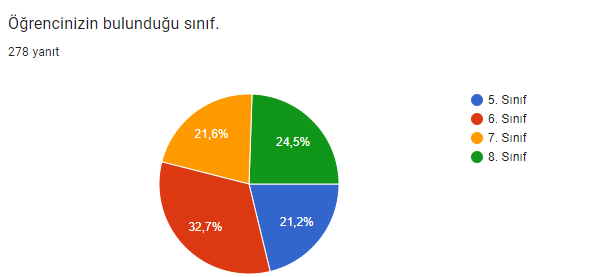 Öğrencinizin bulunduğu sınıf.
278 yanıt
21,6%
24,5%
32,7%
21,2%
5. Sınıf
6. Sınıf
7. Sınıf
8. Sınıf